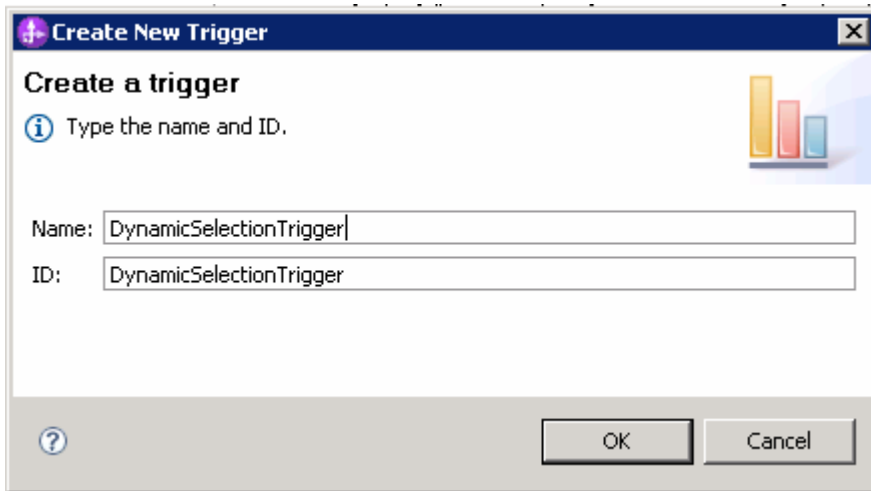 Create New Trigger
Create a trigger
Type the name and ID.
Name: DynamicSelectionTrigger
ID: DynamicSelectionTrigger
OK Cancel